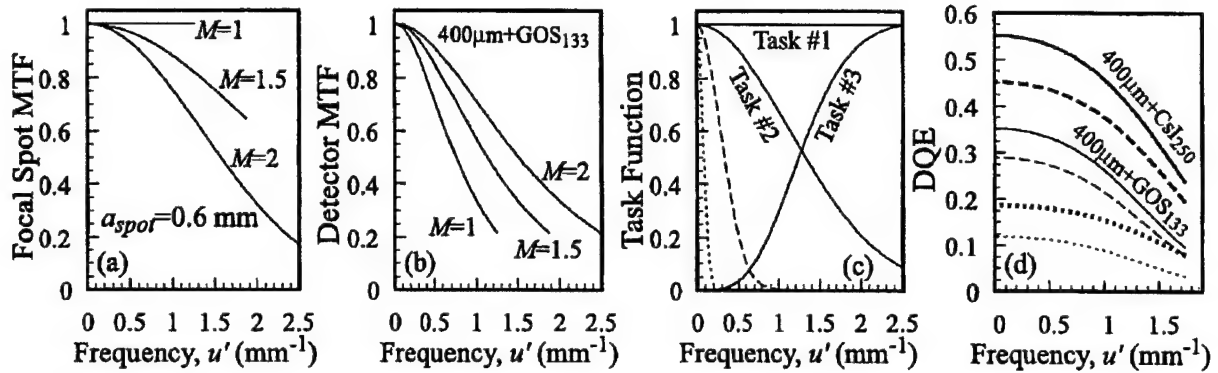 Focal Spot MTF
1
0.8
0.6
0.4
0.2
0
M=1
M=1.5
M=2
a_spot=0.6 mm
(a)
0 0.5 1 1.5 2 2.5
Frequency, u' (mm⁻¹)
Detector MTF
1
0.8
0.6
0.4
0.2
0
400μm+GOS₁₃₃
M=2
M=1
M=1.5
(b)
0 0.5 1 1.5 2 2.5
Frequency, u' (mm⁻¹)
Task Function
1
0.8
0.6
0.4
0.2
0
Task #1
Task #2
Task #3
(c)
0 0.5 1 1.5 2 2.5
Frequency, u' (mm⁻¹)
DQE
0.6
0.5
0.4
0.3
0.2
0.1
0
400μm+CsI₂₅₀
400μm+GOS₁₃₃
(d)
0 0.5 1 1.5
Frequency, u' (mm⁻¹)